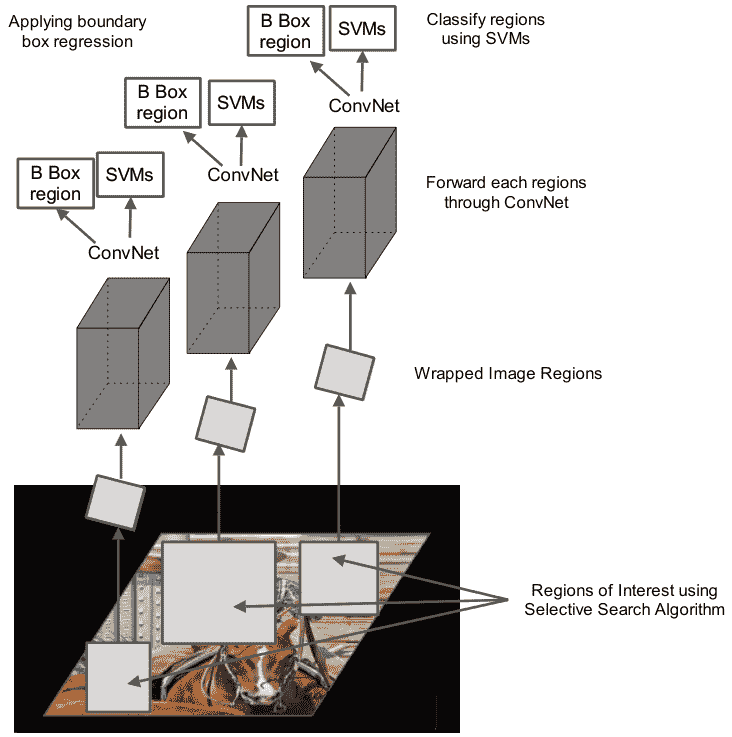 Applying boundary
box regression
B Box
region
SVMs
Classify regions
using SVMs
ConvNet
B Box
region
SVMs
ConvNet
B Box
region
SVMs
ConvNet
Forward each regions
through ConvNet
Wrapped Image Regions
Regions of Interest using
Selective Search Algorithm